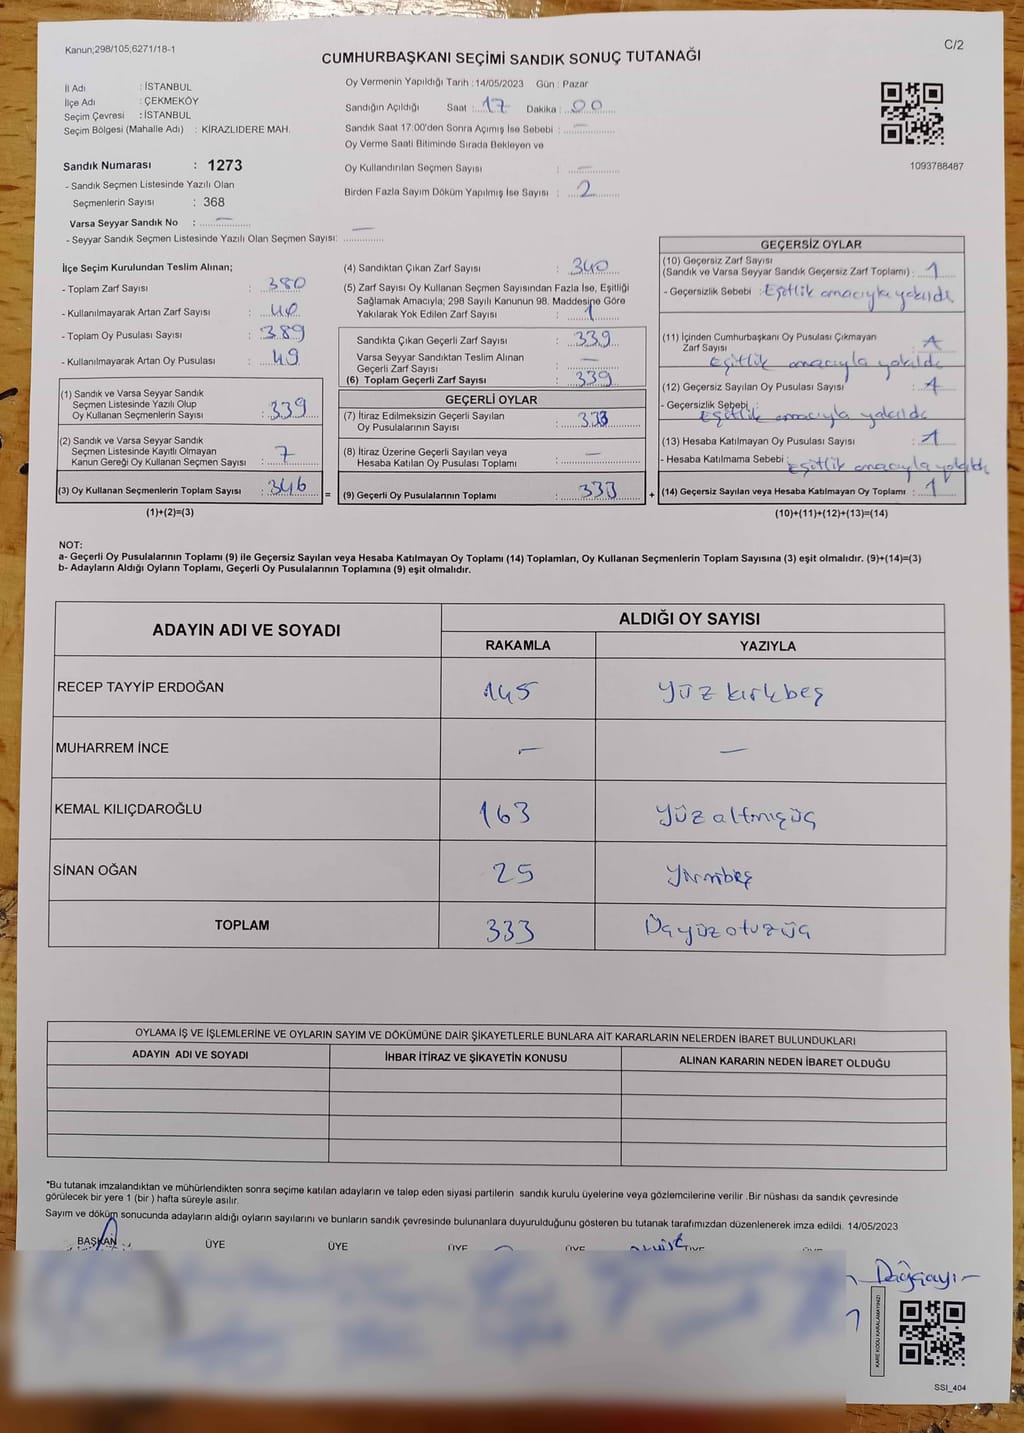 Kanun;298/105;6271/18-1
C/2
CUMHURBAŞKANI SEÇİMİ SANDIK SONUÇ TUTANAĞI
İl Adı : İSTANBUL
İlçe Adı : ÇEKMEKÖY
Seçim Çevresi : İSTANBUL
Seçim Bölgesi (Mahalle Adı) : KİRAZLIDERE MAH.
Sandık Numarası : 1273
- Sandık Seçmen Listesinde Yazılı Olan
Seçmenlerin Sayısı : 368
Varsa Seyyar Sandık No : —
- Seyyar Sandık Seçmen Listesinde Yazılı Olan Seçmen Sayısı: —
Oy Vermenin Yapıldığı Tarih : 14/05/2023 Gün : Pazar
Sandığın Açıldığı Saat : 17 Dakika : 00
Sandık Saat 17:00'den Sonra Açımış İse Sebebi : —
Oy Verme Saati Bitiminde Sırada Bekleyen ve
Oy Kullandırılan Seçmen Sayısı : —
Birden Fazla Sayım Döküm Yapılmış İse Sayısı : 2
1093788487
İlçe Seçim Kurulundan Teslim Alınan;
- Toplam Zarf Sayısı : 380
- Kullanılmayarak Artan Zarf Sayısı : 40
- Toplam Oy Pusulası Sayısı : 389
- Kullanılmayarak Artan Oy Pusulası : 49
(1) Sandık ve Varsa Seyyar Sandık
Seçmen Listesinde Yazılı Olup
Oy Kullanan Seçmenlerin Sayısı : 339
(2) Sandık ve Varsa Seyyar Sandık
Seçmen Listesinde Kayıtlı Olmayan
Kanun Gereği Oy Kullanan Seçmen Sayısı : 7
(3) Oy Kullanan Seçmenlerin Toplam Sayısı : 346 =
(1)+(2)=(3)
(4) Sandıktan Çıkan Zarf Sayısı : 340
(5) Zarf Sayısı Oy Kullanan Seçmen Sayısından Fazla İse, Eşitliği
Sağlamak Amacıyla; 298 Sayılı Kanunun 98. Maddesine Göre
Yakılarak Yok Edilen Zarf Sayısı : 1
Sandıkta Çıkan Geçerli Zarf Sayısı : 339
Varsa Seyyar Sandıktan Teslim Alınan
Geçerli Zarf Sayısı : —
(6) Toplam Geçerli Zarf Sayısı : 339
GEÇERLİ OYLAR
(7) İtiraz Edilmeksizin Geçerli Sayılan
Oy Pusulalarının Sayısı : 333
(8) İtiraz Üzerine Geçerli Sayılan veya
Hesaba Katılan Oy Pusulası Toplamı : —
(9) Geçerli Oy Pusulalarının Toplamı : 333 +
GEÇERSİZ OYLAR
(10) Geçersiz Zarf Sayısı
(Sandık ve Varsa Seyyar Sandık Geçersiz Zarf Toplamı) : 1
- Geçersizlik Sebebi : Eşitlik amacıyla yakıldı
(11) İçinden Cumhurbaşkanı Oy Pusulası Çıkmayan
Zarf Sayısı : 1
Eşitlik amacıyla yakıldı
(12) Geçersiz Sayılan Oy Pusulası Sayısı : 1
- Geçersizlik Sebebi :
Eşitlik amacıyla yakıldı
(13) Hesaba Katılmayan Oy Pusulası Sayısı : 1
- Hesaba Katılmama Sebebi : Eşitlik amacıyla yakıldı
(14) Geçersiz Sayılan veya Hesaba Katılmayan Oy Toplamı : 1
(10)+(11)+(12)+(13)=(14)
NOT:
a- Geçerli Oy Pusulalarının Toplamı (9) ile Geçersiz Sayılan veya Hesaba Katılmayan Oy Toplamı (14) Toplamları, Oy Kullanan Seçmenlerin Toplam Sayısına (3) eşit olmalıdır. (9)+(14)=(3)
b- Adayların Aldığı Oyların Toplamı, Geçerli Oy Pusulalarının Toplamına (9) eşit olmalıdır.
ADAYIN ADI VE SOYADI
ALDIĞI OY SAYISI
RAKAMLA YAZIYLA
RECEP TAYYİP ERDOĞAN 145 Yüz kırkbeş
MUHARREM İNCE — —
KEMAL KILIÇDAROĞLU 163 Yüz altmışüç
SİNAN OĞAN 25 Yirmibeş
TOPLAM 333 Üçyüzotuzüç
OYLAMA İŞ VE İŞLEMLERİNE VE OYLARIN SAYIM VE DÖKÜMÜNE DAİR ŞİKAYETLERLE BUNLARA AİT KARARLARIN NELERDEN İBARET BULUNDUKLARI
ADAYIN ADI VE SOYADI İHBAR İTİRAZ VE ŞİKAYETİN KONUSU ALINAN KARARIN NEDEN İBARET OLDUĞU
"Bu tutanak imzalandıktan ve mühürlendikten sonra seçime katılan adayların ve talep eden siyasi partilerin sandık kurulu üyelerine veya gözlemcilerine verilir .Bir nüshası da sandık çevresinde
görülecek bir yere 1 (bir ) hafta süreyle asılır.
Sayım ve döküm sonucunda adayların aldığı oyların sayılarını ve bunların sandık çevresinde bulunanlara duyurulduğunu gösteren bu tutanak tarafımızdan düzenlenerek imza edildi. 14/05/2023
BAŞKAN ÜYE ÜYE ÜYE ÜYE ÜYE ÜYE
KARE KODU KARALAMAYINIZ!
SSI_404